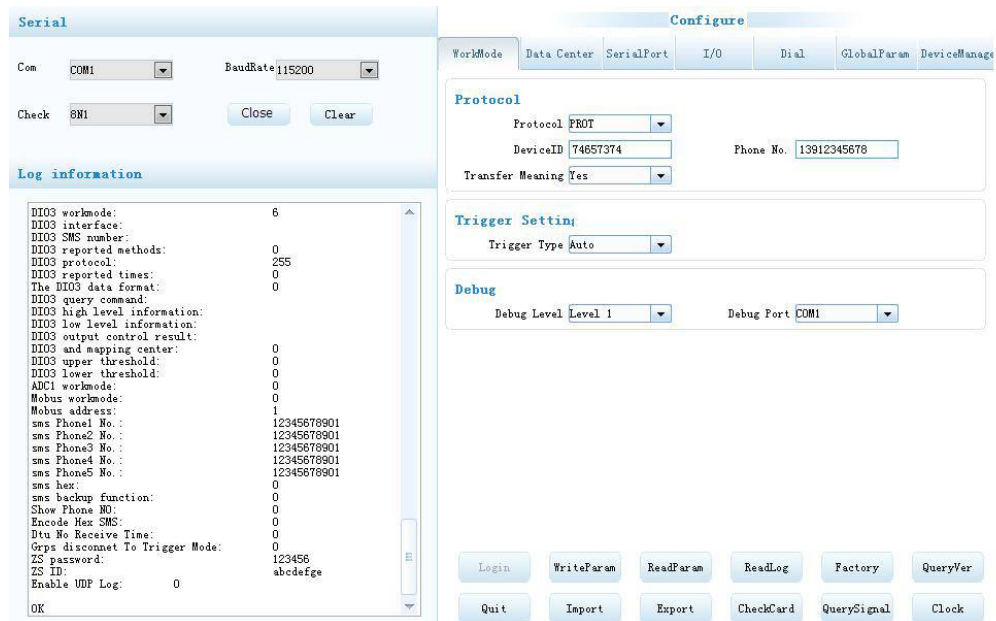 Serial
Com COM1 BaudRate 115200
Check 8N1 Close Clear
Log information
DIO3 workmode: 6
DIO3 interface:
DIO3 SMS number:
DIO3 reported methods: 0
DIO3 protocol: 255
DIO3 reported times: 0
The DIO3 data format: 0
DIO3 query command:
DIO3 high level information:
DIO3 low level information:
DIO3 output control result:
DIO3 and mapping center: 0
DIO3 upper threshold: 0
DIO3 lower threshold: 0
ADC1 workmode: 0
Mobus workmode: 0
Mobus address: 1
sms Phone1 No.: 12345678901
sms Phone2 No.: 12345678901
sms Phone3 No.: 12345678901
sms Phone4 No.: 12345678901
sms Phone5 No.: 12345678901
sms hex: 0
sms backup function: 0
Show Phone NO: 0
Encode Hex SMS: 0
Dtu No Receive Time: 0
Grps disconnet To Trigger Mode: 0
ZS password: 123456
ZS ID: abcdefge
Enable UDP Log: 0
OK
Configure
WorkMode Data Center SerialPort I/O Dial GlobalParam DeviceManage
Protocol
Protocol PROT
DeviceID 74657374 Phone No. 13912345678
Transfer Meaning Yes
Trigger Setting
Trigger Type Auto
Debug
Debug Level Level 1 Debug Port COM1
Login WriteParam ReadParam ReadLog Factory QueryVer
Quit Import Export CheckCard QuerySignal Clock